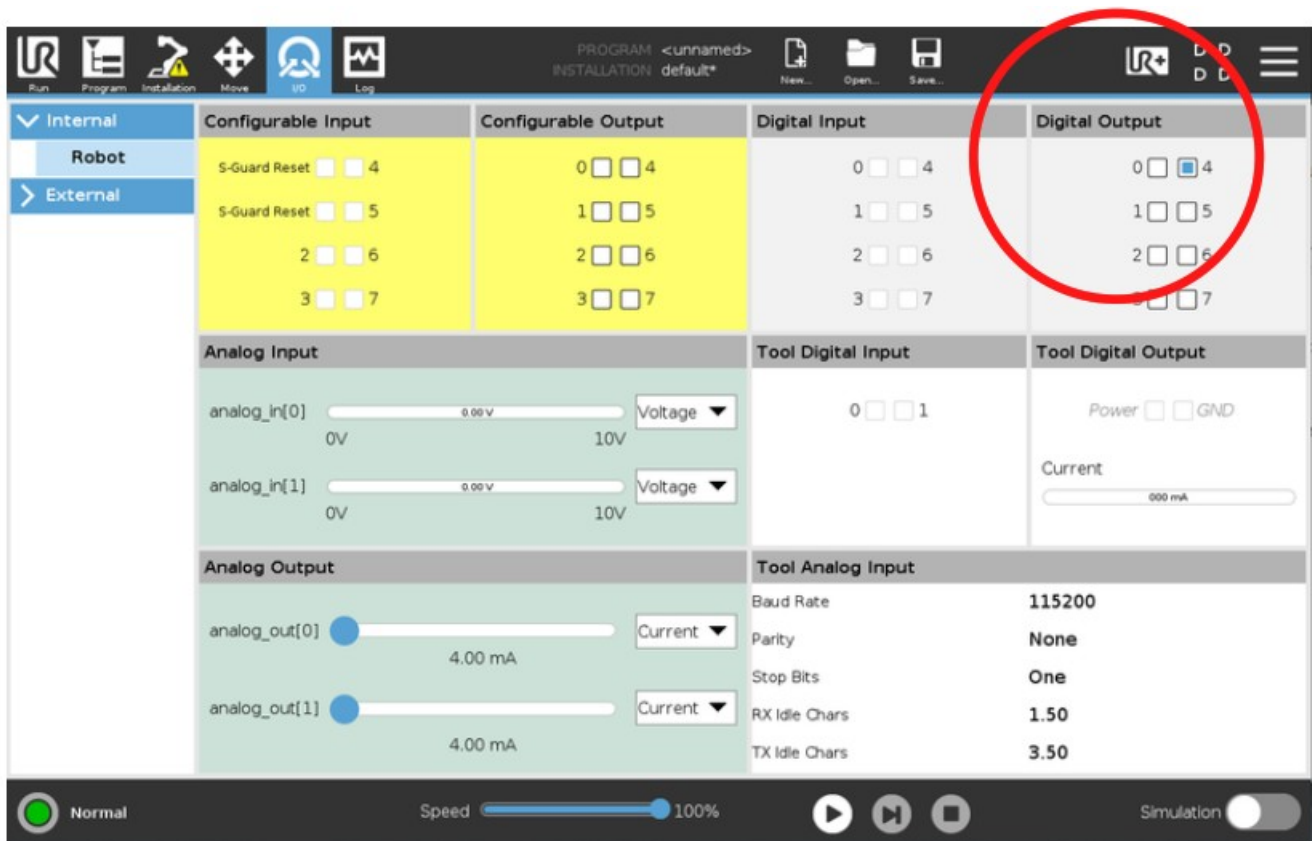 PROGRAM <unnamed>
INSTALLATION default*
UR
UR+
D D
D D
Run Program Installation Move I/O Log New... Open... Save...
Internal
Robot
External
Configurable Input
S-Guard Reset 4
S-Guard Reset 5
2 6
3 7
Configurable Output
0 4
1 5
2 6
3 7
Digital Input
0 4
1 5
2 6
3 7
Digital Output
0 4
1 5
2 6
7
Analog Input
analog_in[0] 0.00 V Voltage
0V 10V
analog_in[1] 0.00 V Voltage
0V 10V
Tool Digital Input
0 1
Tool Digital Output
Power GND
Current
000 mA
Analog Output
analog_out[0] Current
4.00 mA
analog_out[1] Current
4.00 mA
Tool Analog Input
Baud Rate 115200
Parity None
Stop Bits One
RX Idle Chars 1.50
TX Idle Chars 3.50
Normal Speed 100% Simulation